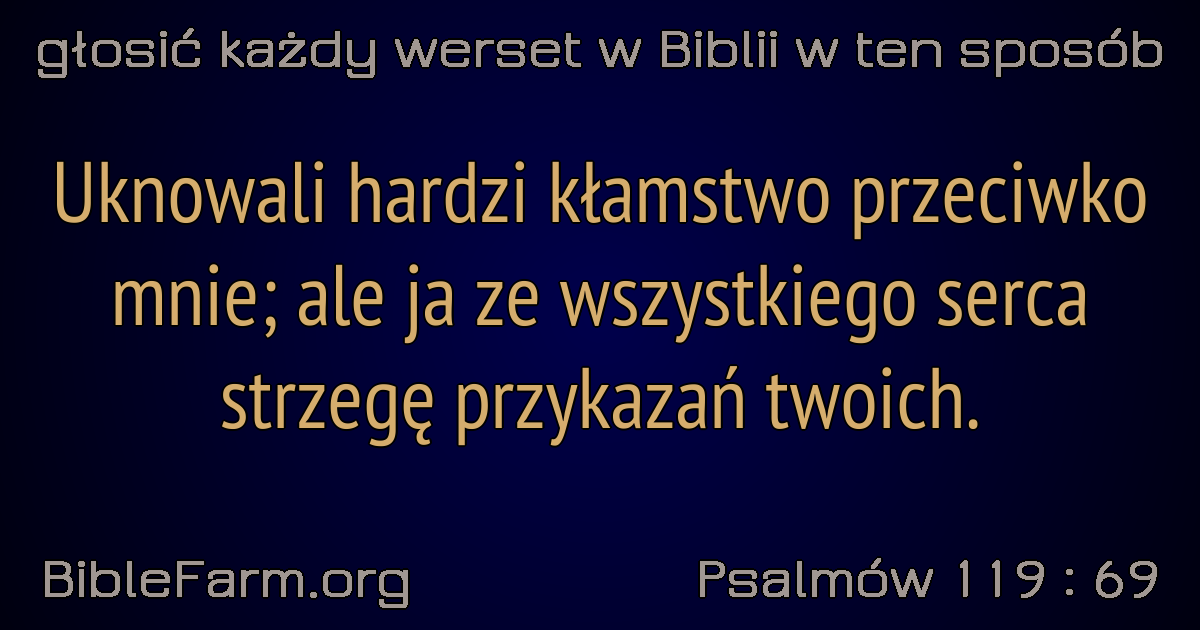 głosić każdy werset w Biblii w ten sposób
Uknowali hardzi kłamstwo przeciwko
mnie; ale ja ze wszystkiego serca
strzegę przykazań twoich.
BibleFarm.org
Psalmów 119 : 69